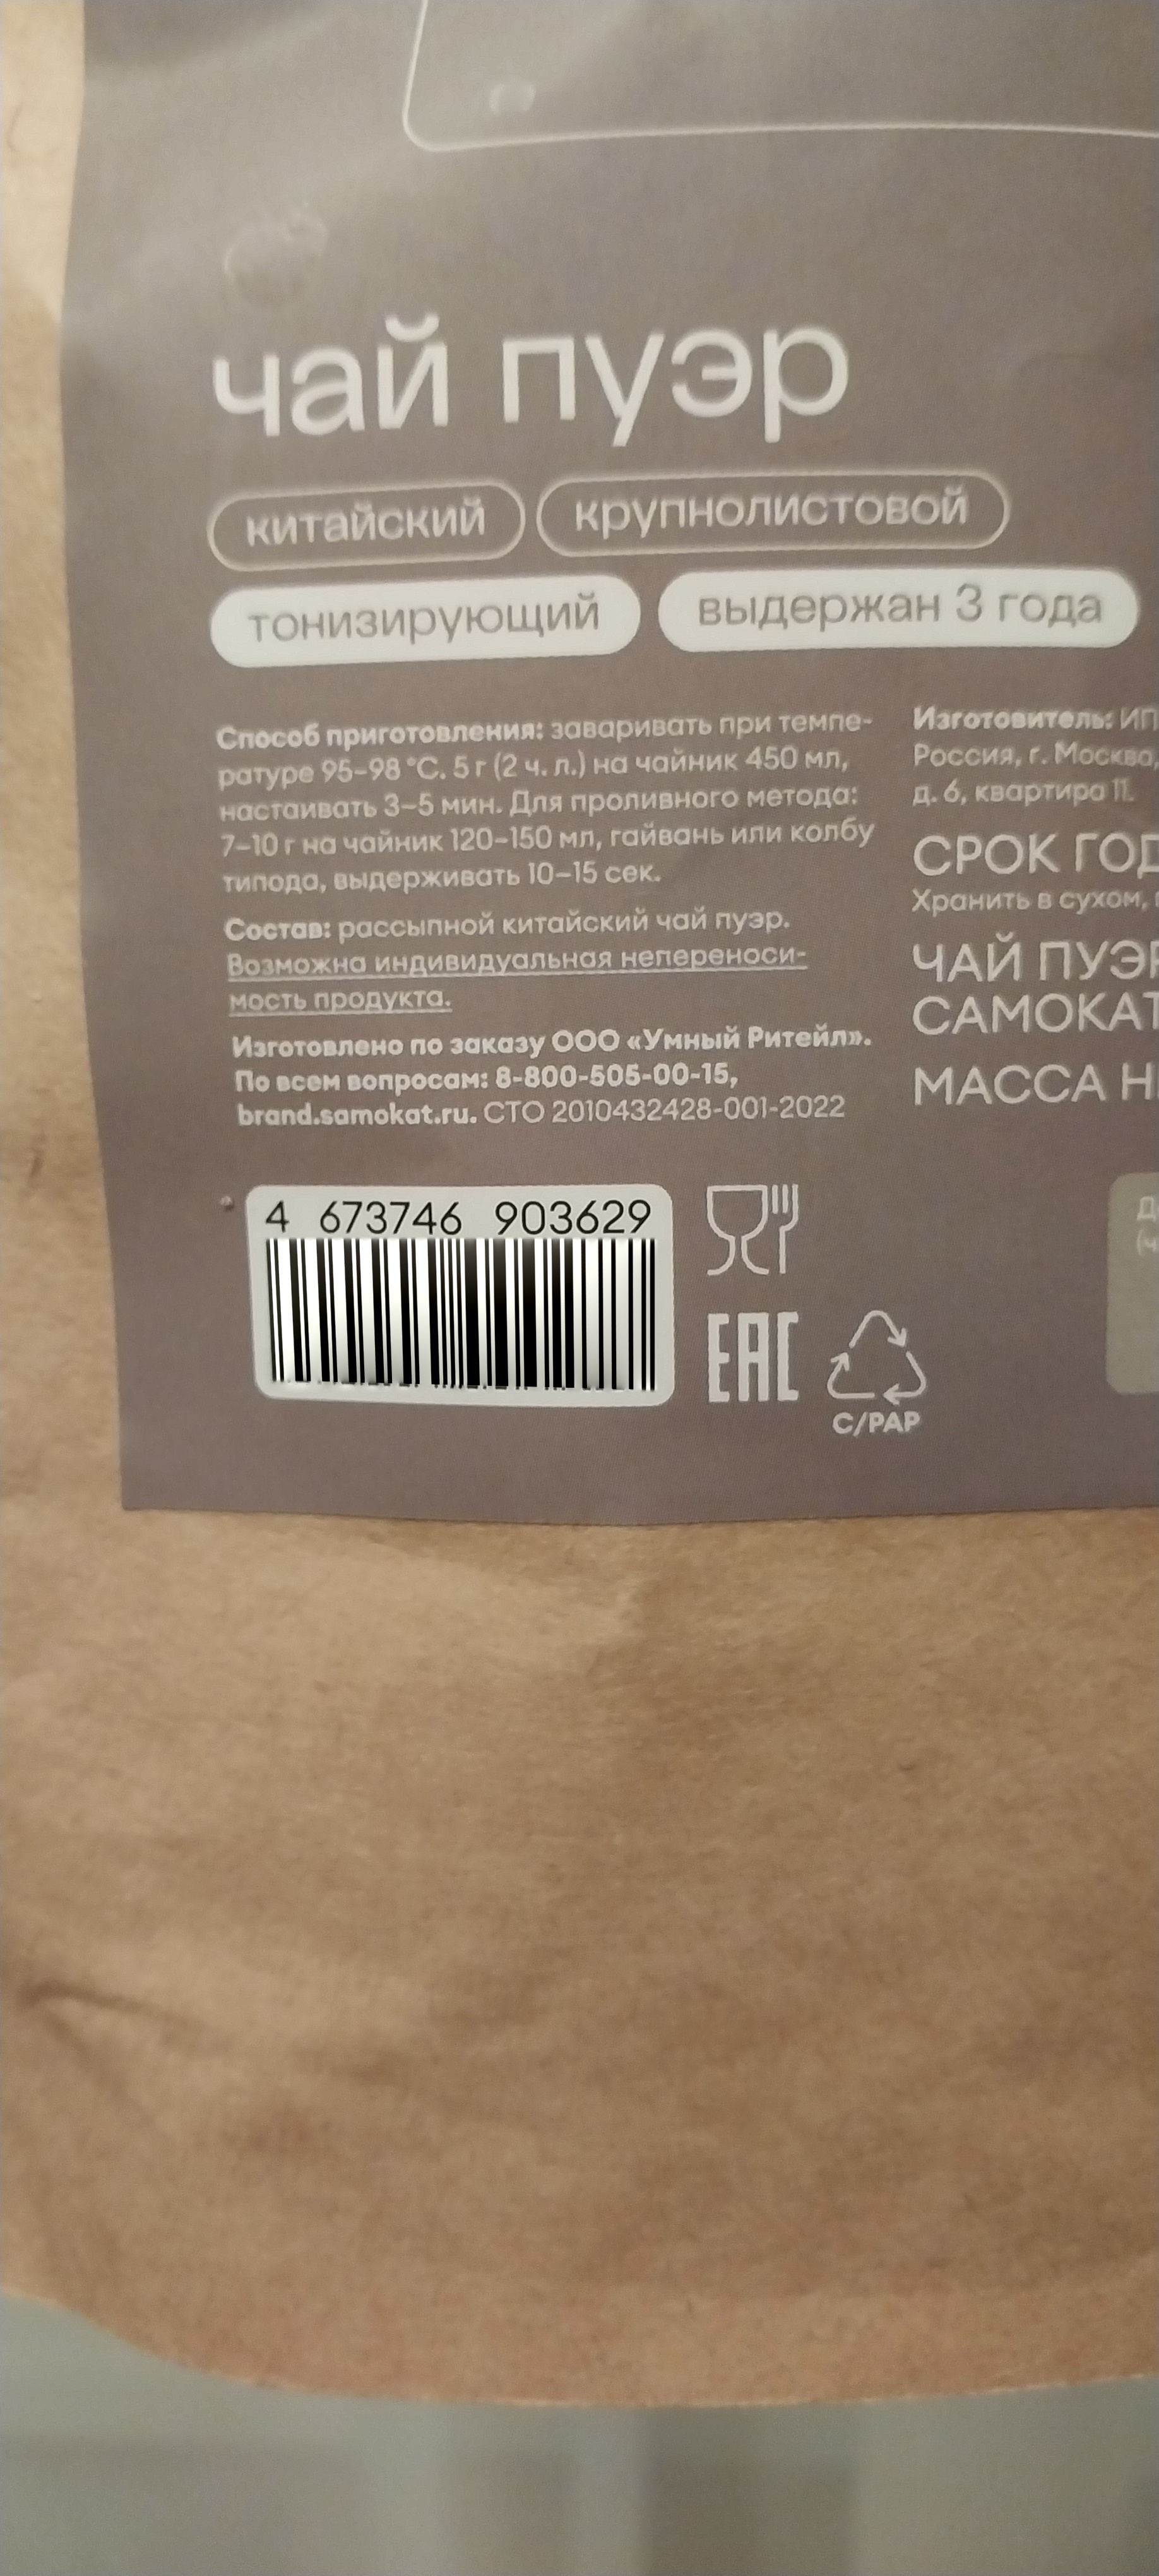 чай пуэр
китайский крупнолистовой
тонизирующий выдержан 3 года
Способ приготовления: заваривать при темпе-
ратуре 95–98 °C. 5 г (2 ч. л.) на чайник 450 мл,
настаивать 3–5 мин. Для проливного метода:
7–10 г на чайник 120–150 мл, гайвань или колбу
типода, выдерживать 10–15 сек.
Состав: рассыпной китайский чай пуэр.
Возможна индивидуальная непереноси-
мость продукта.
Изготовлено по заказу ООО «Умный Ритейл».
По всем вопросам: 8-800-505-00-15,
brand.samokat.ru. СТО 2010432428-001-2022
Изготовитель: ИП
Россия, г. Москва,
д. 6, квартира 11.
СРОК ГОД
Хранить в сухом,
ЧАЙ ПУЭР
САМОКАТ
МАССА Н
4 673746 903629
EAC
C/PAP